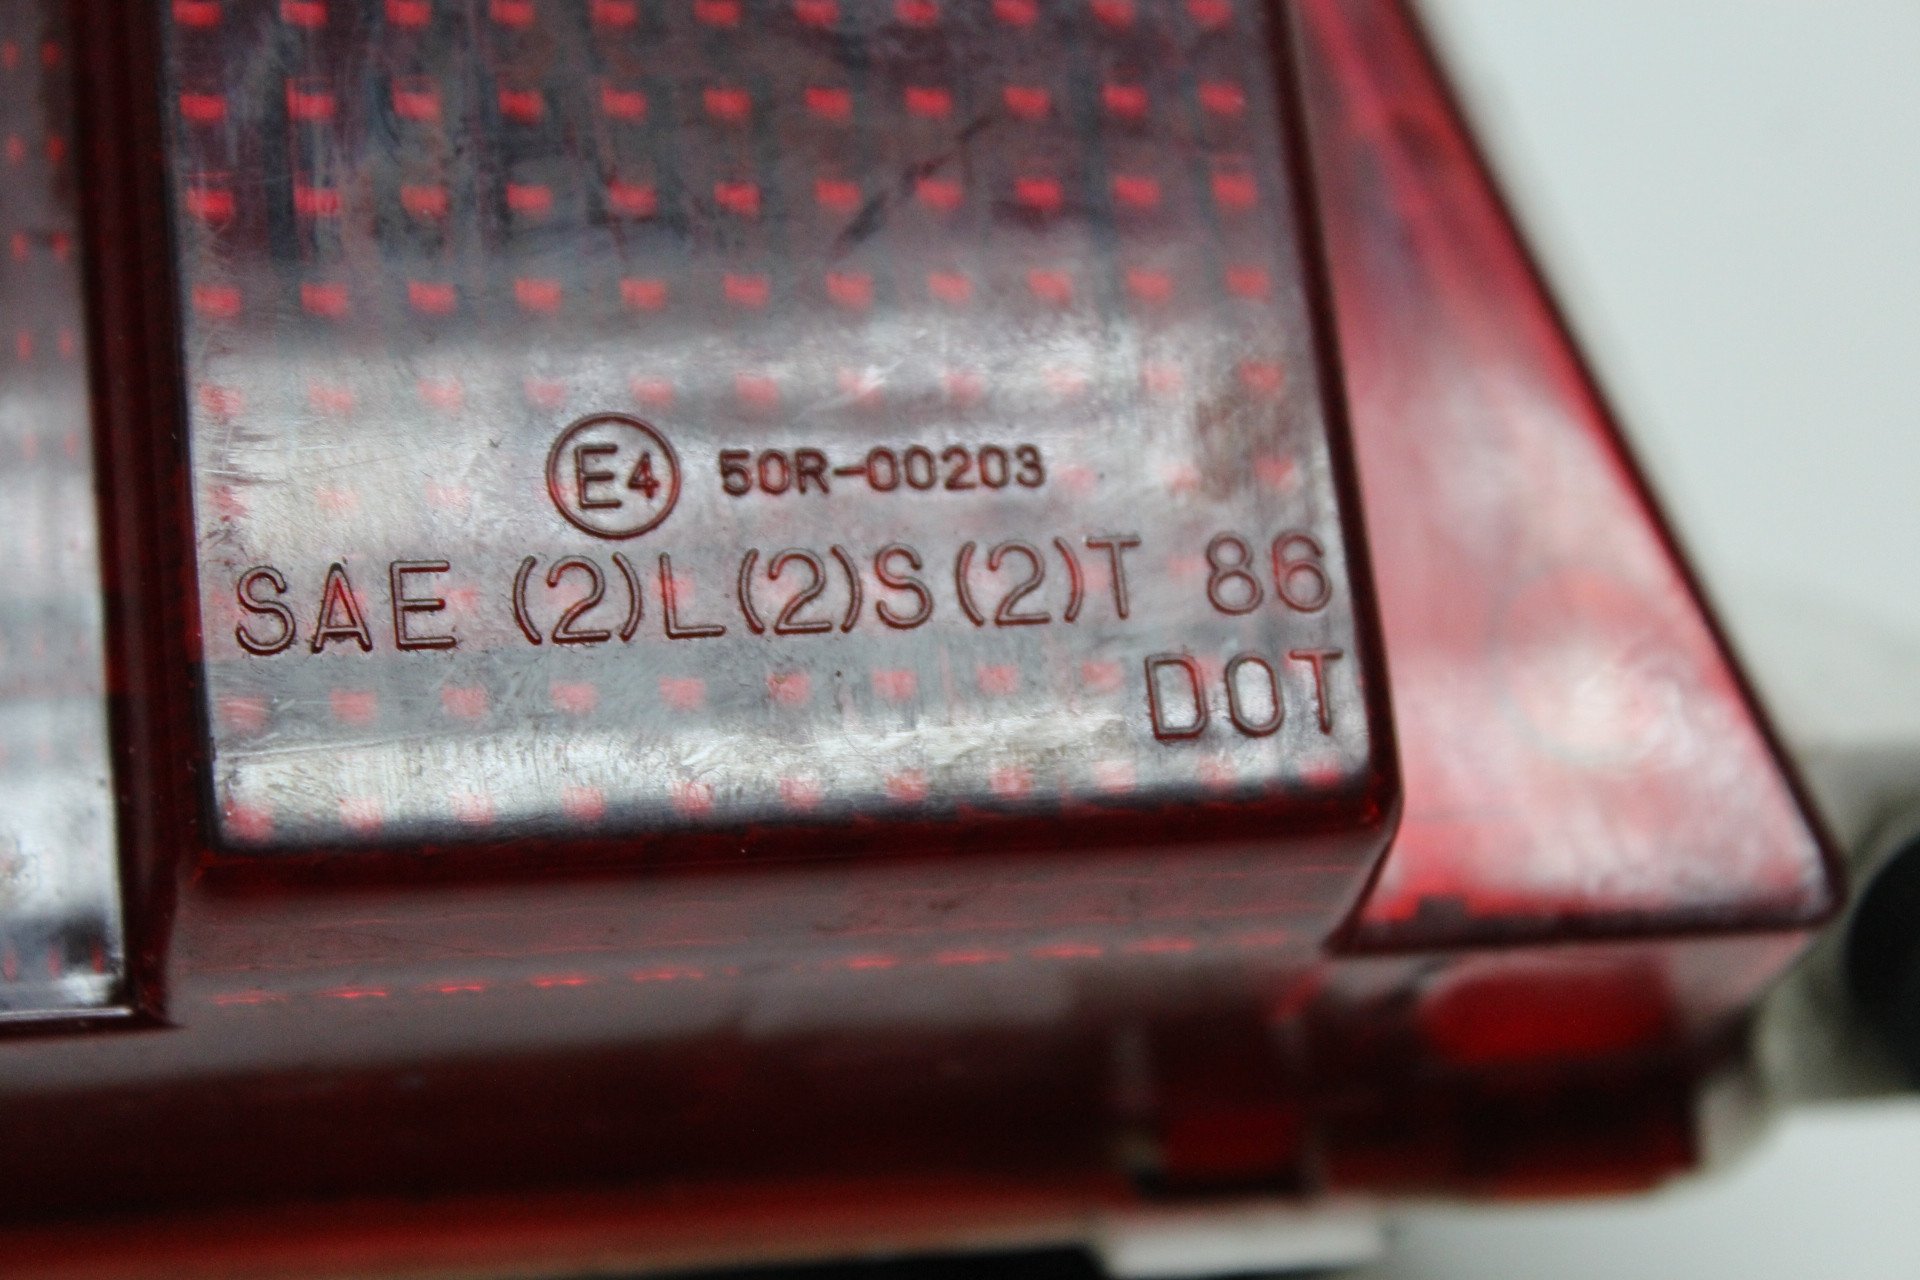 E4 50R-00203
SAE (2)L(2)S(2)T 86
DOT